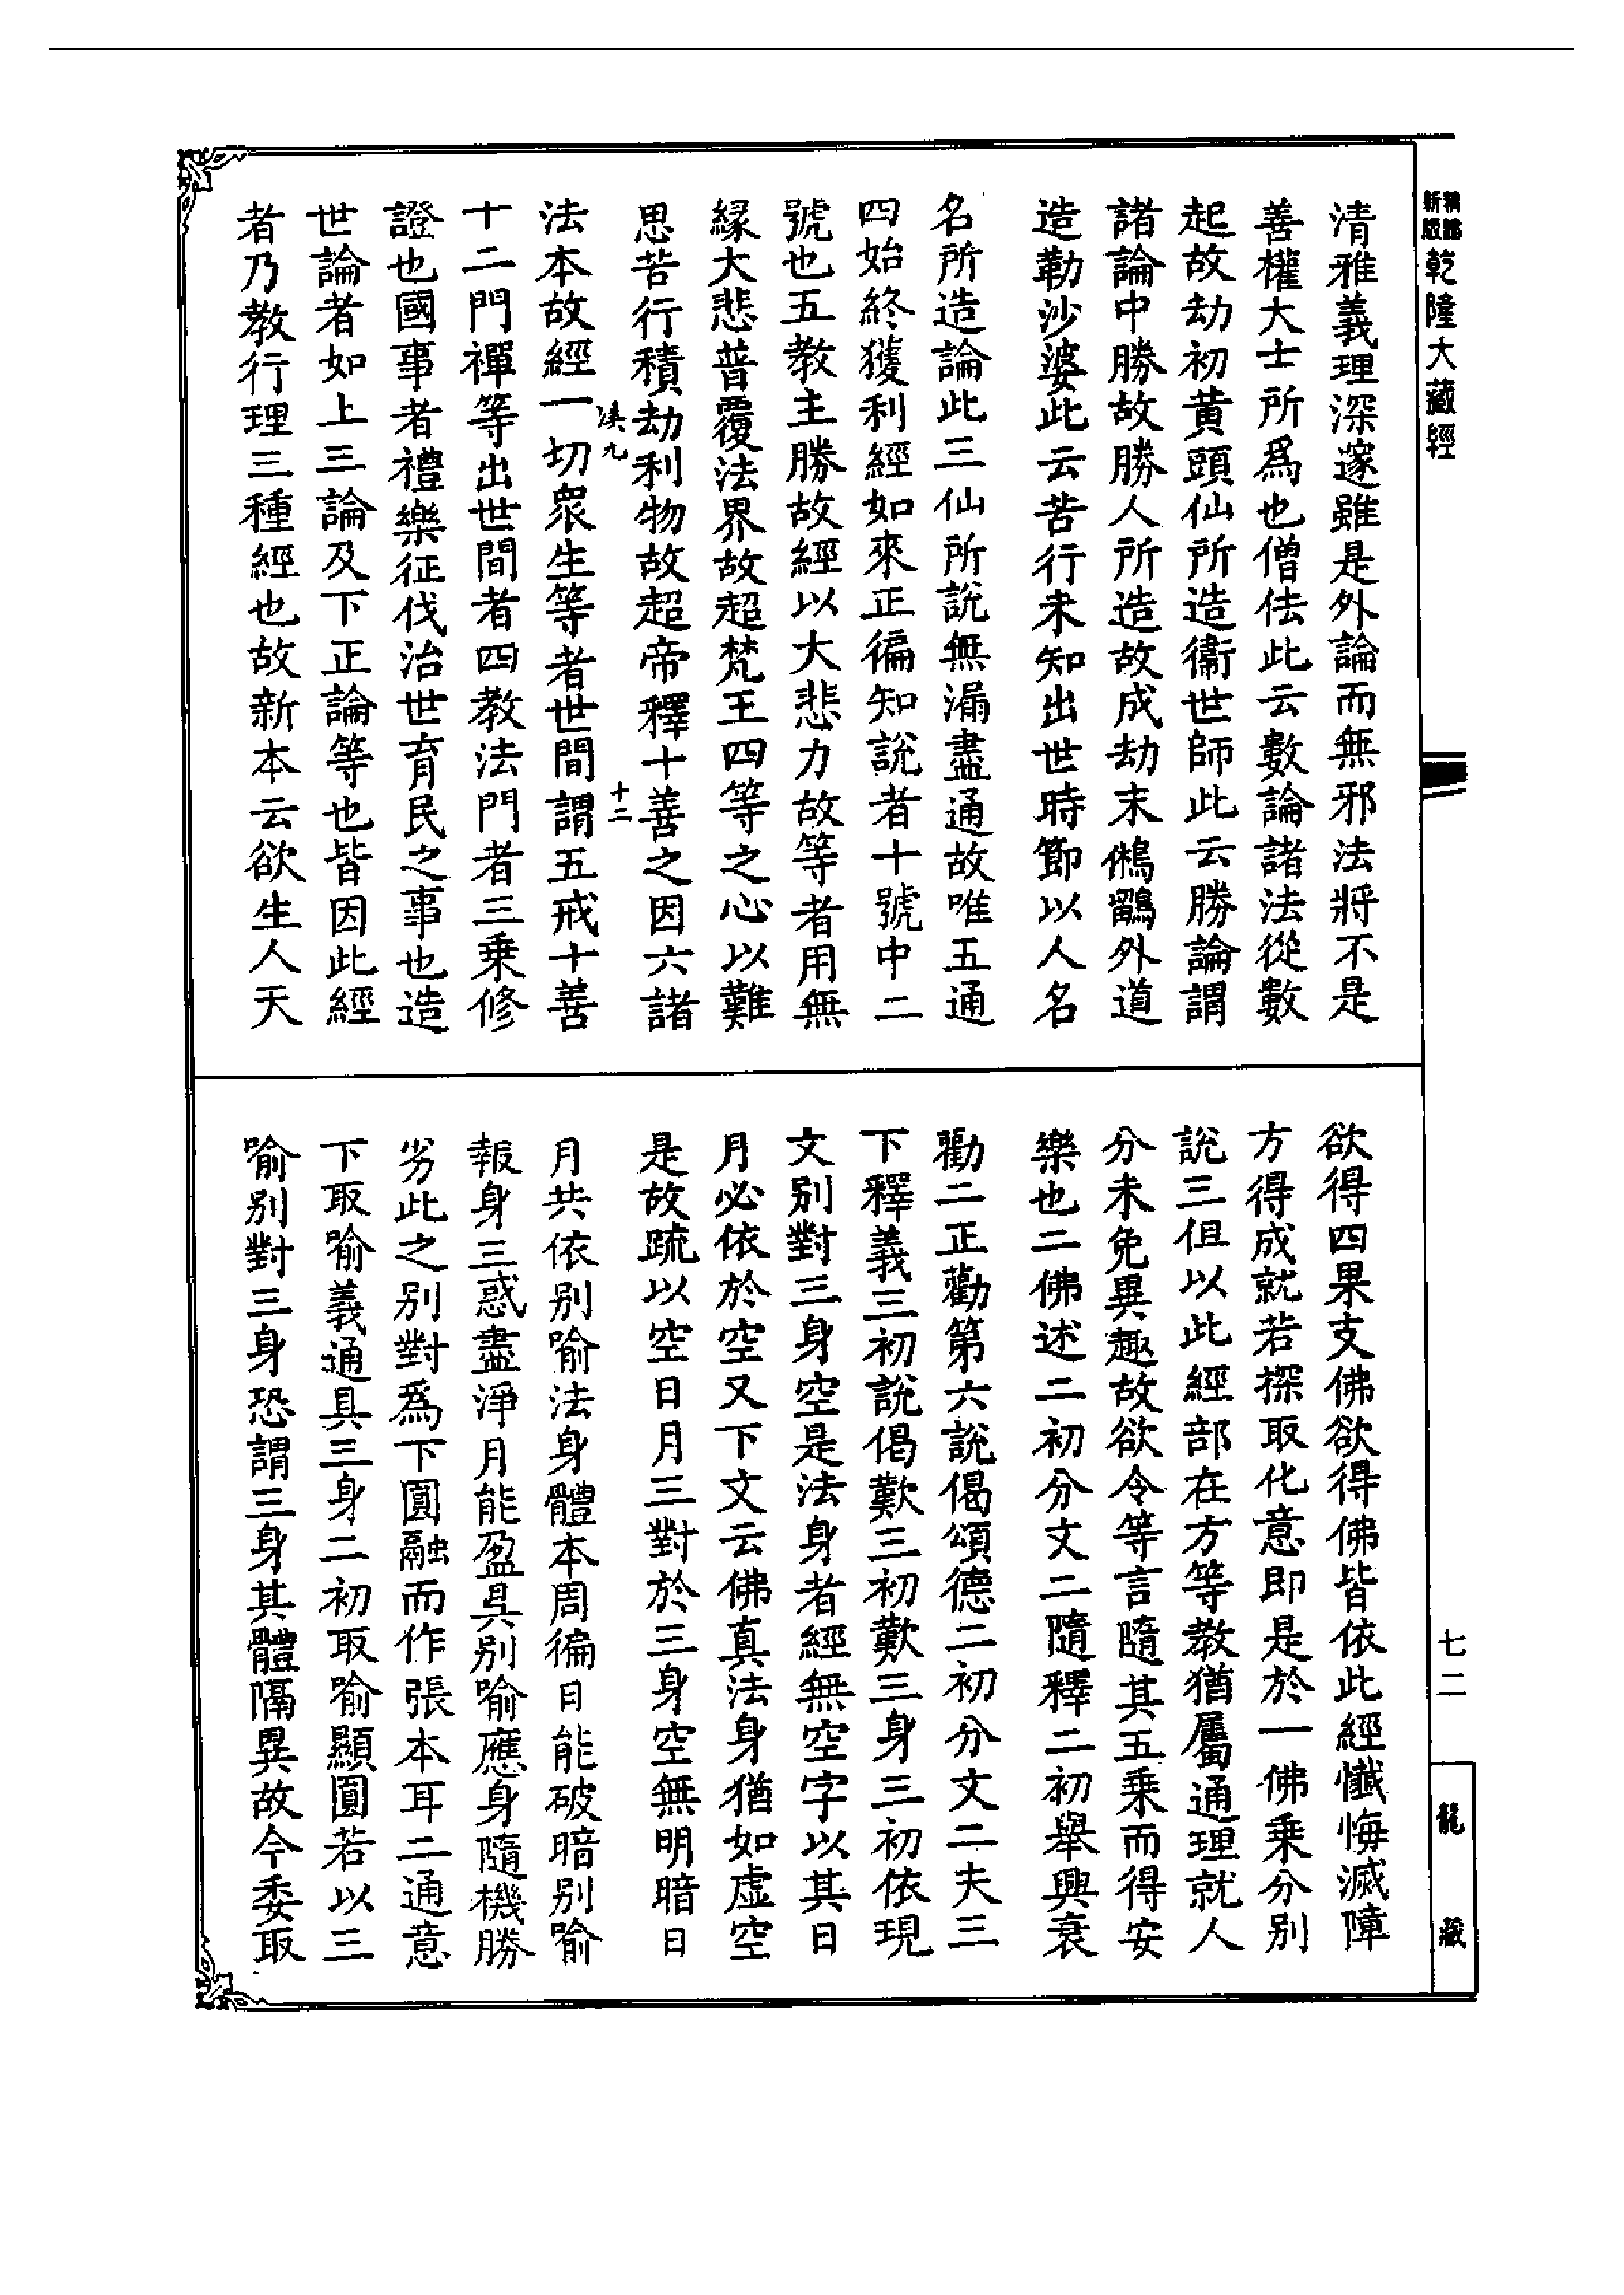 新版
精譯
乾隆大藏經
清雅義理深邃雖是外論而無邪法將不是
善權大士所爲也僧佉此云數論諸法從數
起故劫初黃頭仙所造衞世師此云勝論謂
諸論中勝故勝人所造故成劫末鵂鶹外道
造勒沙婆此云苦行未知出世時節以人名
名所造論此三仙所說無漏盡通故唯五通
四始終獲利經如來正徧知說者十號中二
號也五教主勝故經以大悲力故等者用無
緣大悲普覆法界故超梵王四等之心以難
思苦行積劫利物故超帝釋十善之因六諸
十二
法本故經一切衆生等者世間謂五戒十善
十二門禪等出世間者四教法門者三乘修
證也國事者禮樂征伐治世育民之事也造
世論者如上三論及下正論等也皆因此經
者乃教行理三種經也故新本云欲生人天
欲得四果支佛欲得佛皆依此經懺悔滅障
方得成就若探取化意即是於一佛乘分別
說三但以此經部在方等教猶屬通理就人
分未免異趣故欲令等言隨其五乘而得安
樂也二佛述二初分文二隨釋二初舉興衰
勸二正勸第六說偈頌德二初分文二夫三
下釋義三初說偈歎三初歎三身三初依現
文別對三身空是法身者經無空字以其日
月必依於空又下文云佛真法身猶如虛空
是故疏以空日月三對於三身空無明暗日
月共依別喻法身體本周徧日能破暗別喻
報身三惑盡淨月能盈具別喻應身隨機勝
劣此之別對爲下圓融而作張本耳二通意
下取喻義通具三身二初取喻顯圓若以三
喻別對三身恐謂三身其體隔異故今委取
七二
龍藏